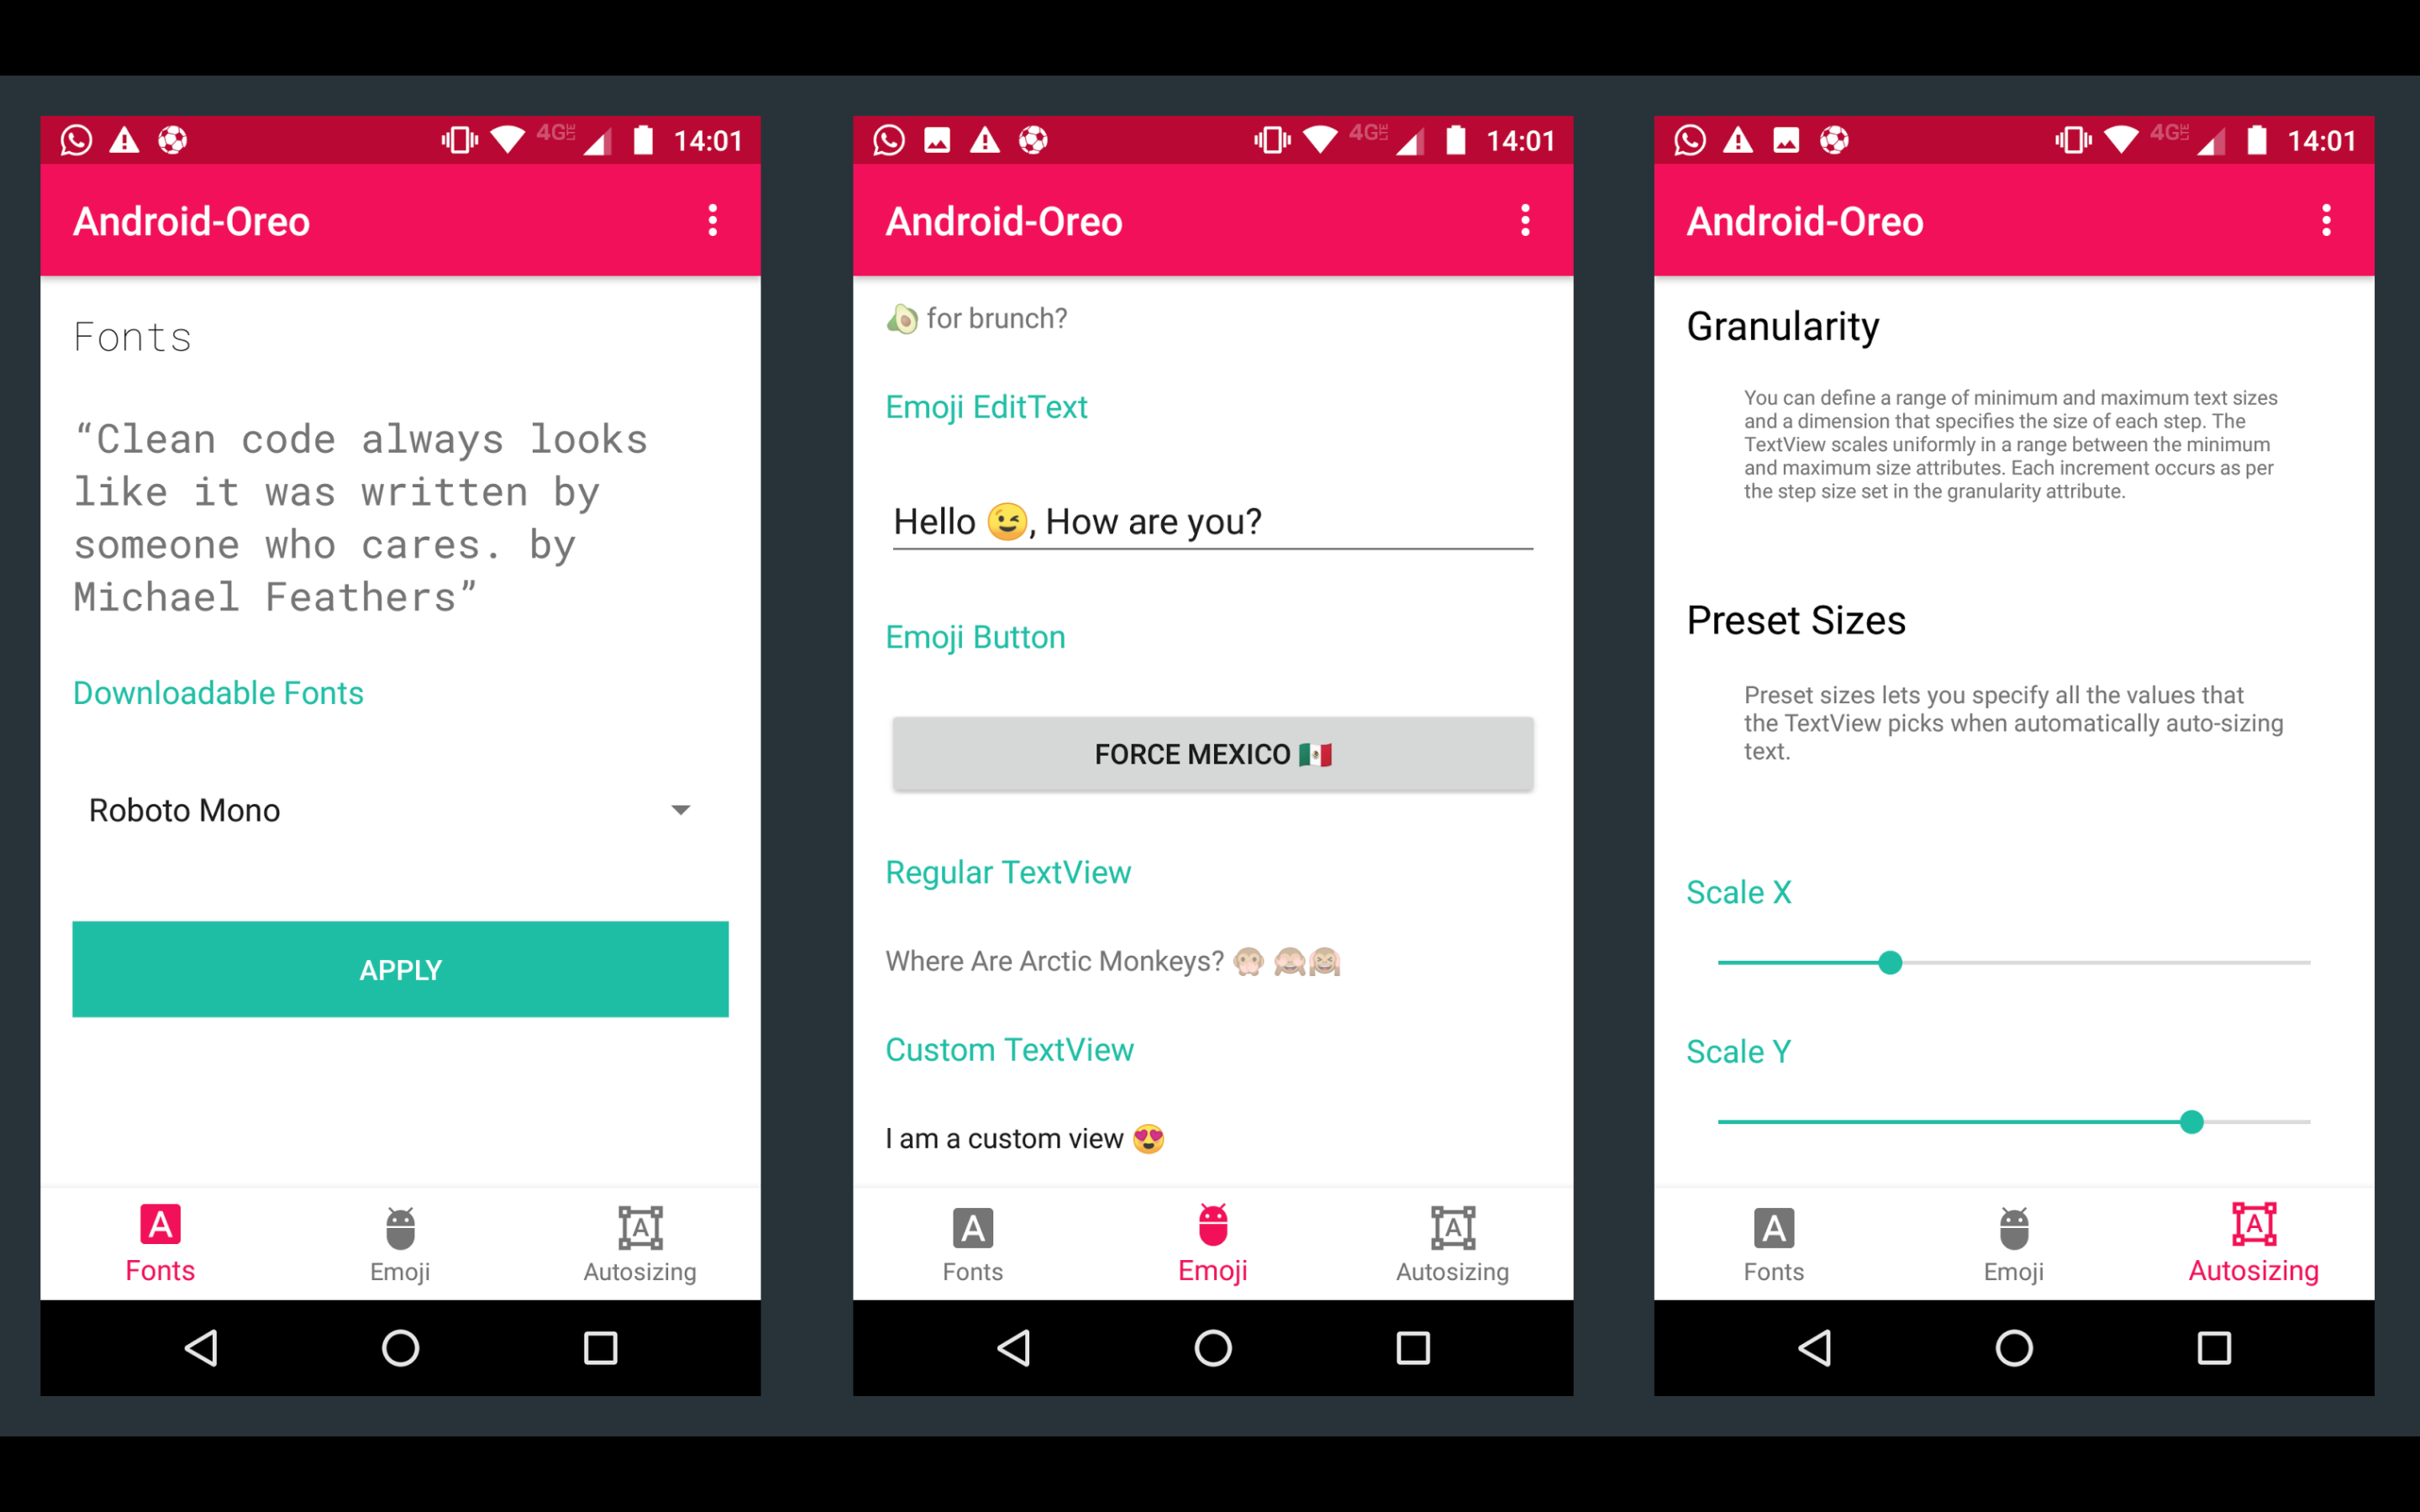 4G LTE 14:01
Android-Oreo
Fonts
“Clean code always looks
like it was written by
someone who cares. by
Michael Feathers”
Downloadable Fonts
Roboto Mono
APPLY
A Fonts
Emoji
A Autosizing
4G LTE 14:01
Android-Oreo
🥑 for brunch?
Emoji EditText
Hello 😉, How are you?
Emoji Button
FORCE MEXICO 🇲🇽
Regular TextView
Where Are Arctic Monkeys? 🙊 🙈🙉
Custom TextView
I am a custom view 😍
A Fonts
Emoji
A Autosizing
4G LTE 14:01
Android-Oreo
Granularity
You can define a range of minimum and maximum text sizes
and a dimension that specifies the size of each step. The
TextView scales uniformly in a range between the minimum
and maximum size attributes. Each increment occurs as per
the step size set in the granularity attribute.
Preset Sizes
Preset sizes lets you specify all the values that
the TextView picks when automatically auto-sizing
text.
Scale X
Scale Y
A Fonts
Emoji
A Autosizing